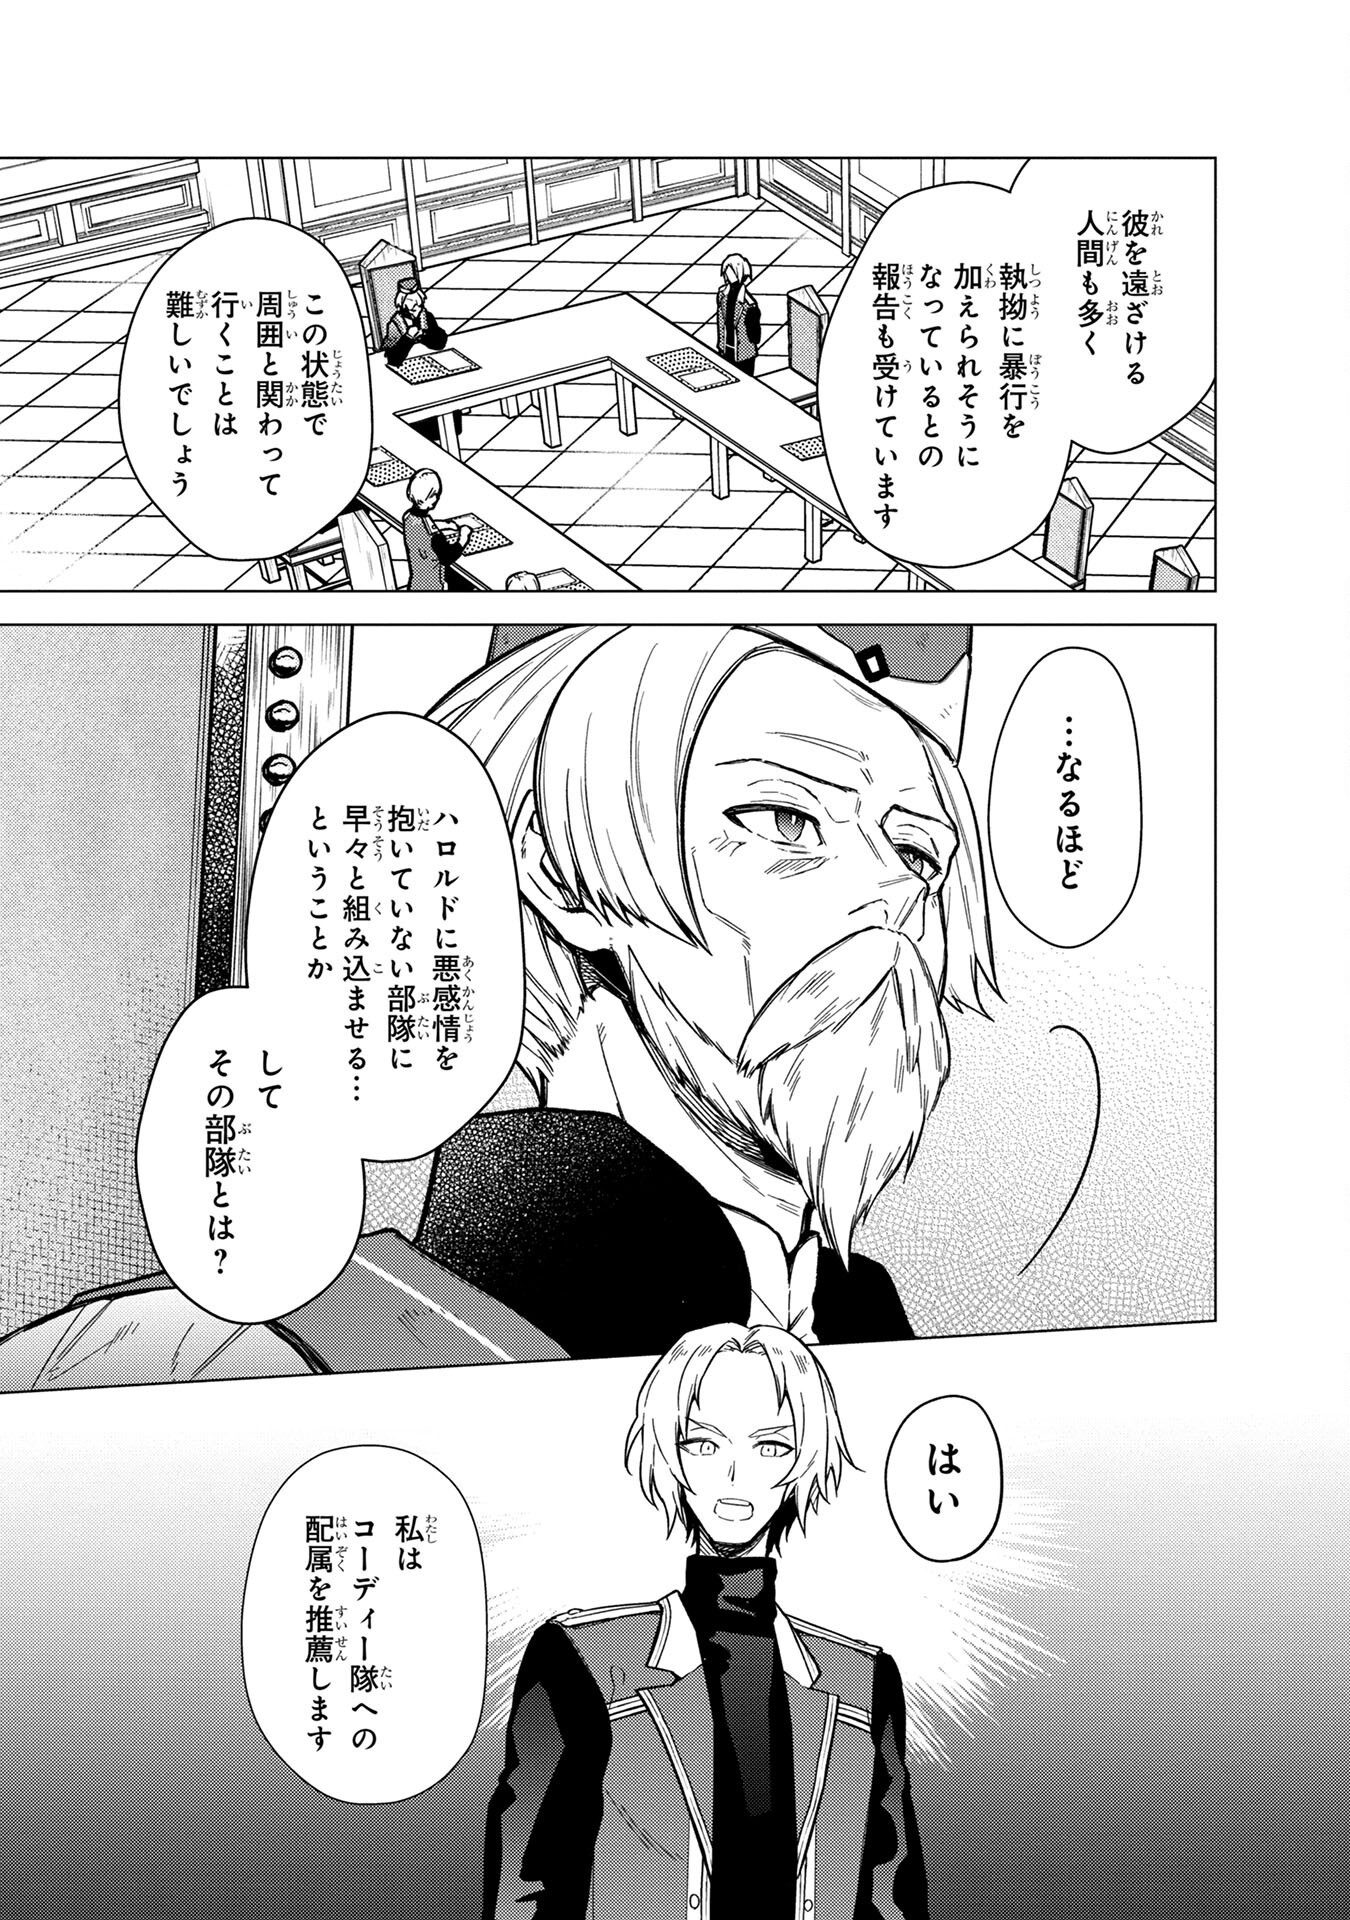 彼を遠ざける
人間も多く
執拗に暴行を
加えられそうに
なっているとの
報告も受けています
この状態で
周囲と関わって
行くことは
難しいでしょう
…なるほど
ハロルドに悪感情を
抱いていない部隊に
早々と組み込ませる…
ということか
して
その部隊とは?
はい
私は
コーディー隊への
配属を推薦します